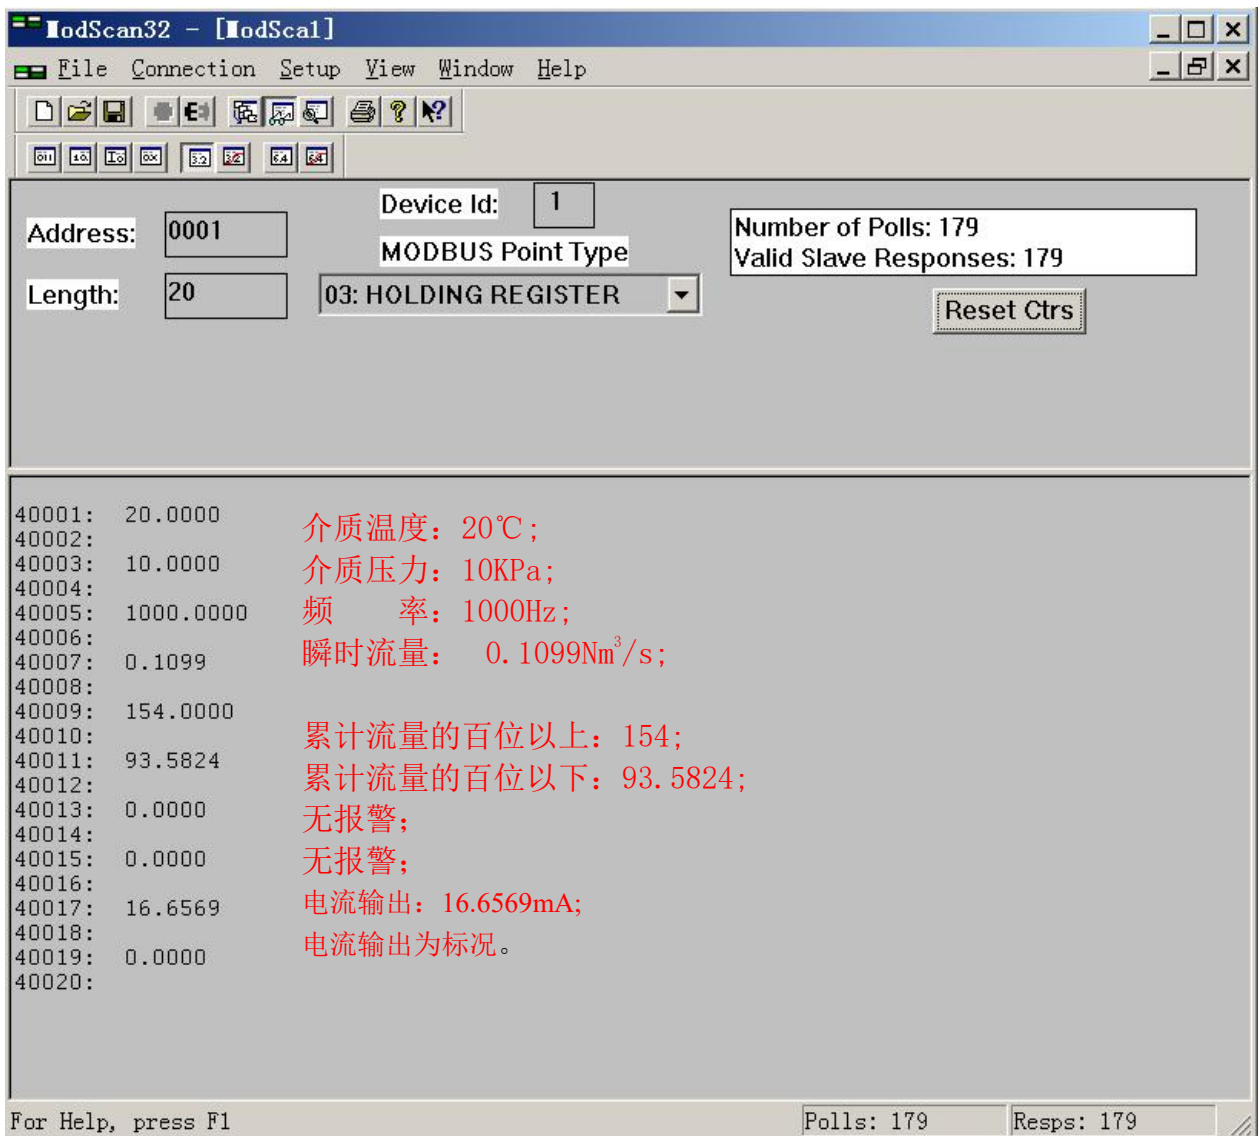 ModScan32 - [ModSca1]
File Connection Setup View Window Help
Device Id: 1
Address: 0001
MODBUS Point Type
Number of Polls: 179
Valid Slave Responses: 179
Length: 20
03: HOLDING REGISTER
Reset Ctrs
40001: 20.0000
介质温度：20℃；
40002:
40003: 10.0000
介质压力：10KPa；
40004:
40005: 1000.0000
频 率：1000Hz；
40006:
40007: 0.1099
瞬时流量： 0.1099Nm³/s；
40008:
40009: 154.0000
累计流量的百位以上：154；
40010:
40011: 93.5824
累计流量的百位以下：93.5824；
40012:
40013: 0.0000
无报警；
40014:
40015: 0.0000
无报警；
40016:
40017: 16.6569
电流输出：16.6569mA;
40018:
40019: 0.0000
电流输出为标况。
40020:
For Help, press F1
Polls: 179
Resps: 179